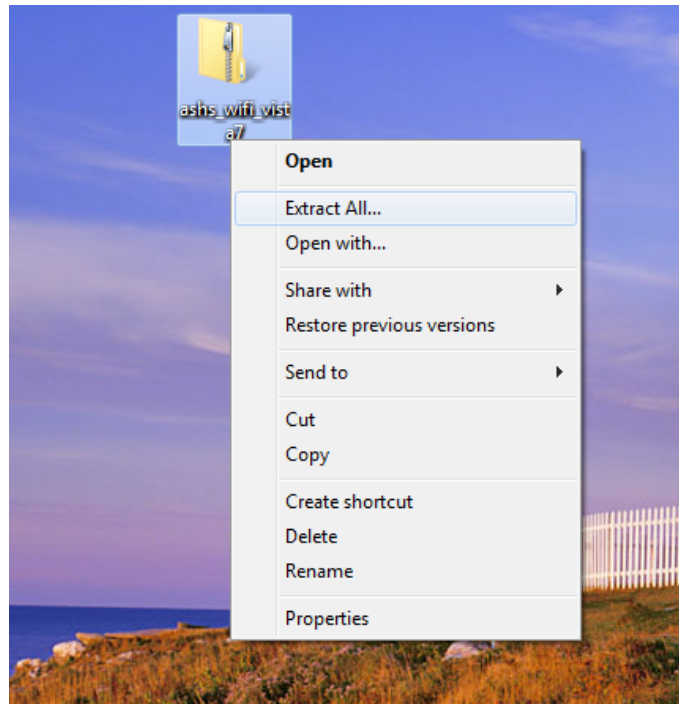 ashs_wifi_vist
a7
Open
Extract All...
Open with...
Share with
Restore previous versions
Send to
Cut
Copy
Create shortcut
Delete
Rename
Properties